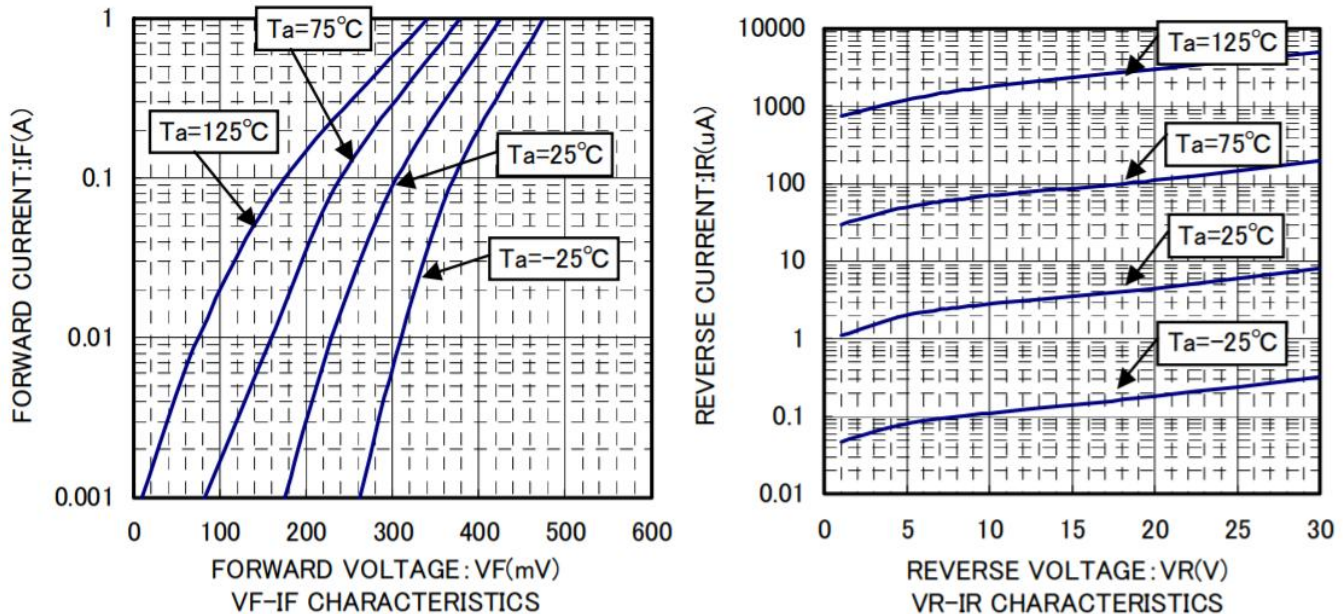 FORWARD CURRENT:IF(A)
1
0.1
0.01
0.001
Ta=75℃
Ta=125℃
Ta=25℃
Ta=-25℃
0 100 200 300 400 500 600
FORWARD VOLTAGE:VF(mV)
VF-IF CHARACTERISTICS
REVERSE CURRENT:IR(uA)
10000
1000
100
10
1
0.1
0.01
Ta=125℃
Ta=75℃
Ta=25℃
Ta=-25℃
0 5 10 15 20 25 30
REVERSE VOLTAGE:VR(V)
VR-IR CHARACTERISTICS